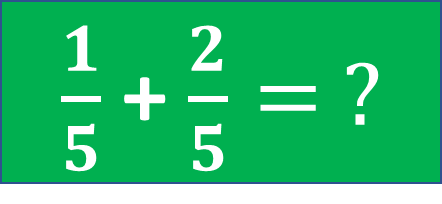 1/5 + 2/5 = ?